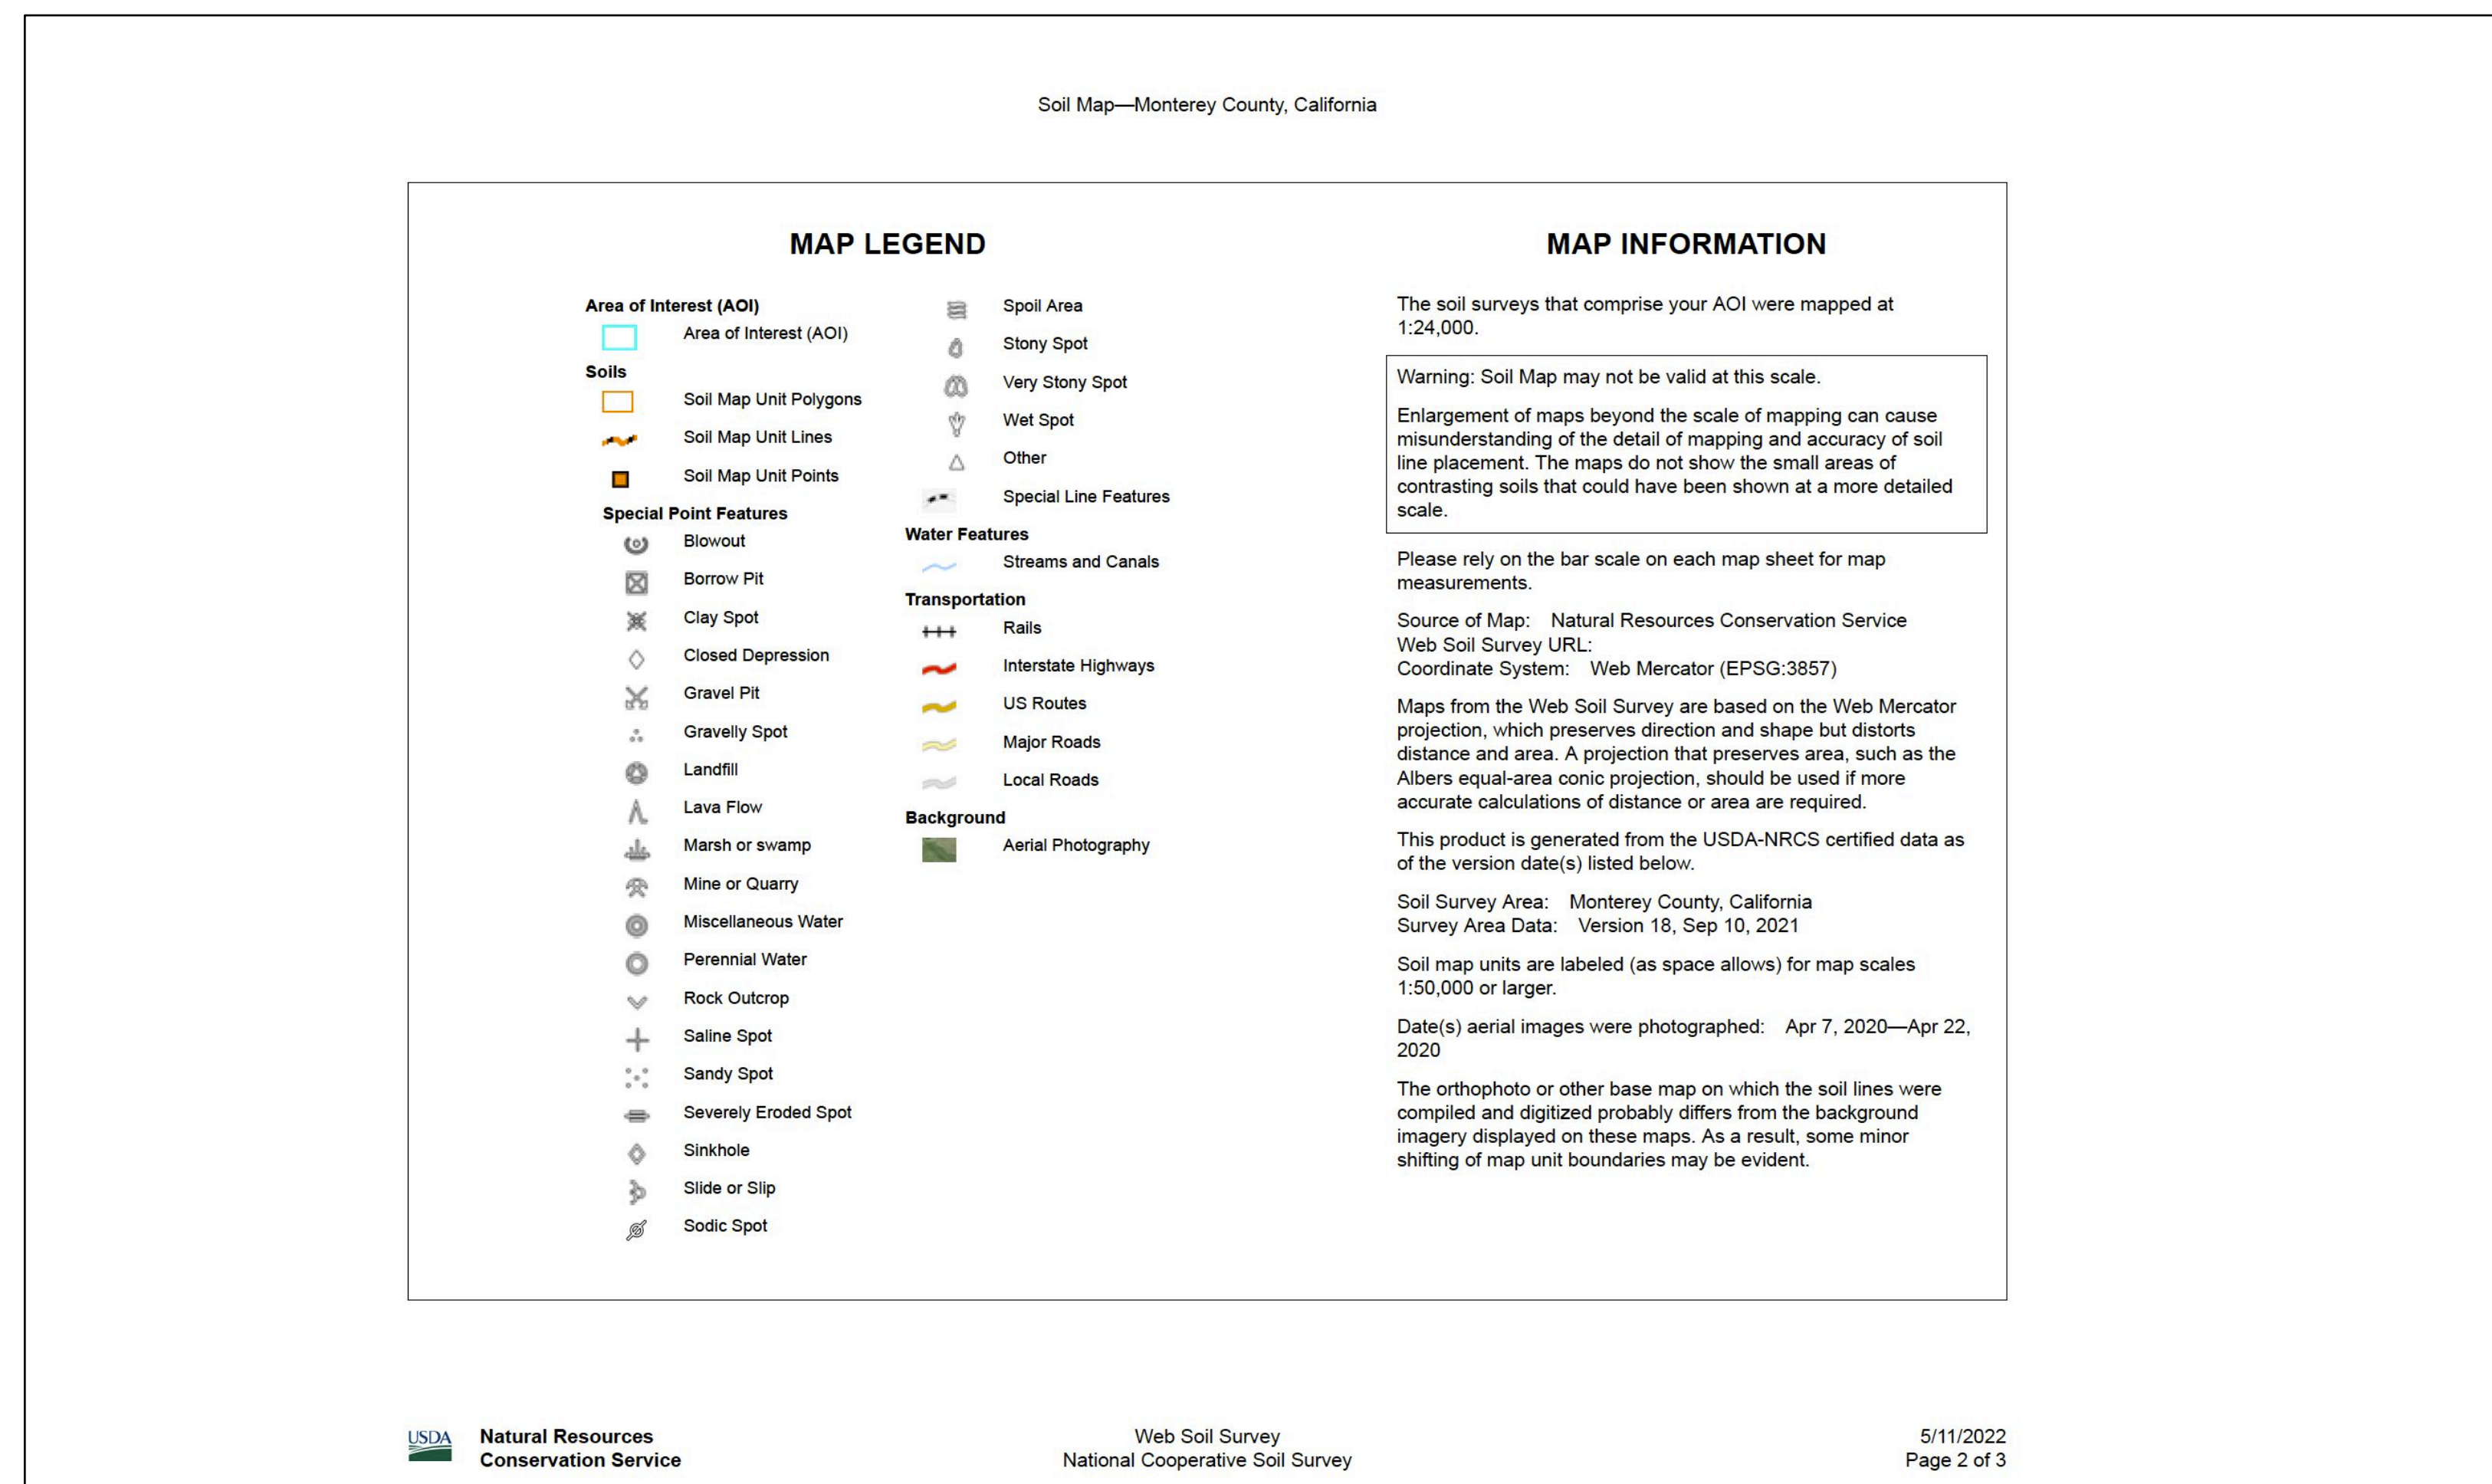 Soil Map—Monterey County, California
MAP LEGEND
Area of Interest (AOI)
Area of Interest (AOI)
Soils
Soil Map Unit Polygons
Soil Map Unit Lines
Soil Map Unit Points
Special Point Features
Blowout
Borrow Pit
Clay Spot
Closed Depression
Gravel Pit
Gravelly Spot
Landfill
Lava Flow
Marsh or swamp
Mine or Quarry
Miscellaneous Water
Perennial Water
Rock Outcrop
Saline Spot
Sandy Spot
Severely Eroded Spot
Sinkhole
Slide or Slip
Sodic Spot
Spoil Area
Stony Spot
Very Stony Spot
Wet Spot
Other
Special Line Features
Water Features
Streams and Canals
Transportation
Rails
Interstate Highways
US Routes
Major Roads
Local Roads
Background
Aerial Photography
MAP INFORMATION
The soil surveys that comprise your AOI were mapped at
1:24,000.
Warning: Soil Map may not be valid at this scale.
Enlargement of maps beyond the scale of mapping can cause
misunderstanding of the detail of mapping and accuracy of soil
line placement. The maps do not show the small areas of
contrasting soils that could have been shown at a more detailed
scale.
Please rely on the bar scale on each map sheet for map
measurements.
Source of Map: Natural Resources Conservation Service
Web Soil Survey URL:
Coordinate System: Web Mercator (EPSG:3857)
Maps from the Web Soil Survey are based on the Web Mercator
projection, which preserves direction and shape but distorts
distance and area. A projection that preserves area, such as the
Albers equal-area conic projection, should be used if more
accurate calculations of distance or area are required.
This product is generated from the USDA-NRCS certified data as
of the version date(s) listed below.
Soil Survey Area: Monterey County, California
Survey Area Data: Version 18, Sep 10, 2021
Soil map units are labeled (as space allows) for map scales
1:50,000 or larger.
Date(s) aerial images were photographed: Apr 7, 2020—Apr 22,
2020
The orthophoto or other base map on which the soil lines were
compiled and digitized probably differs from the background
imagery displayed on these maps. As a result, some minor
shifting of map unit boundaries may be evident.
USDA
Natural Resources
Conservation Service
Web Soil Survey
National Cooperative Soil Survey
5/11/2022
Page 2 of 3